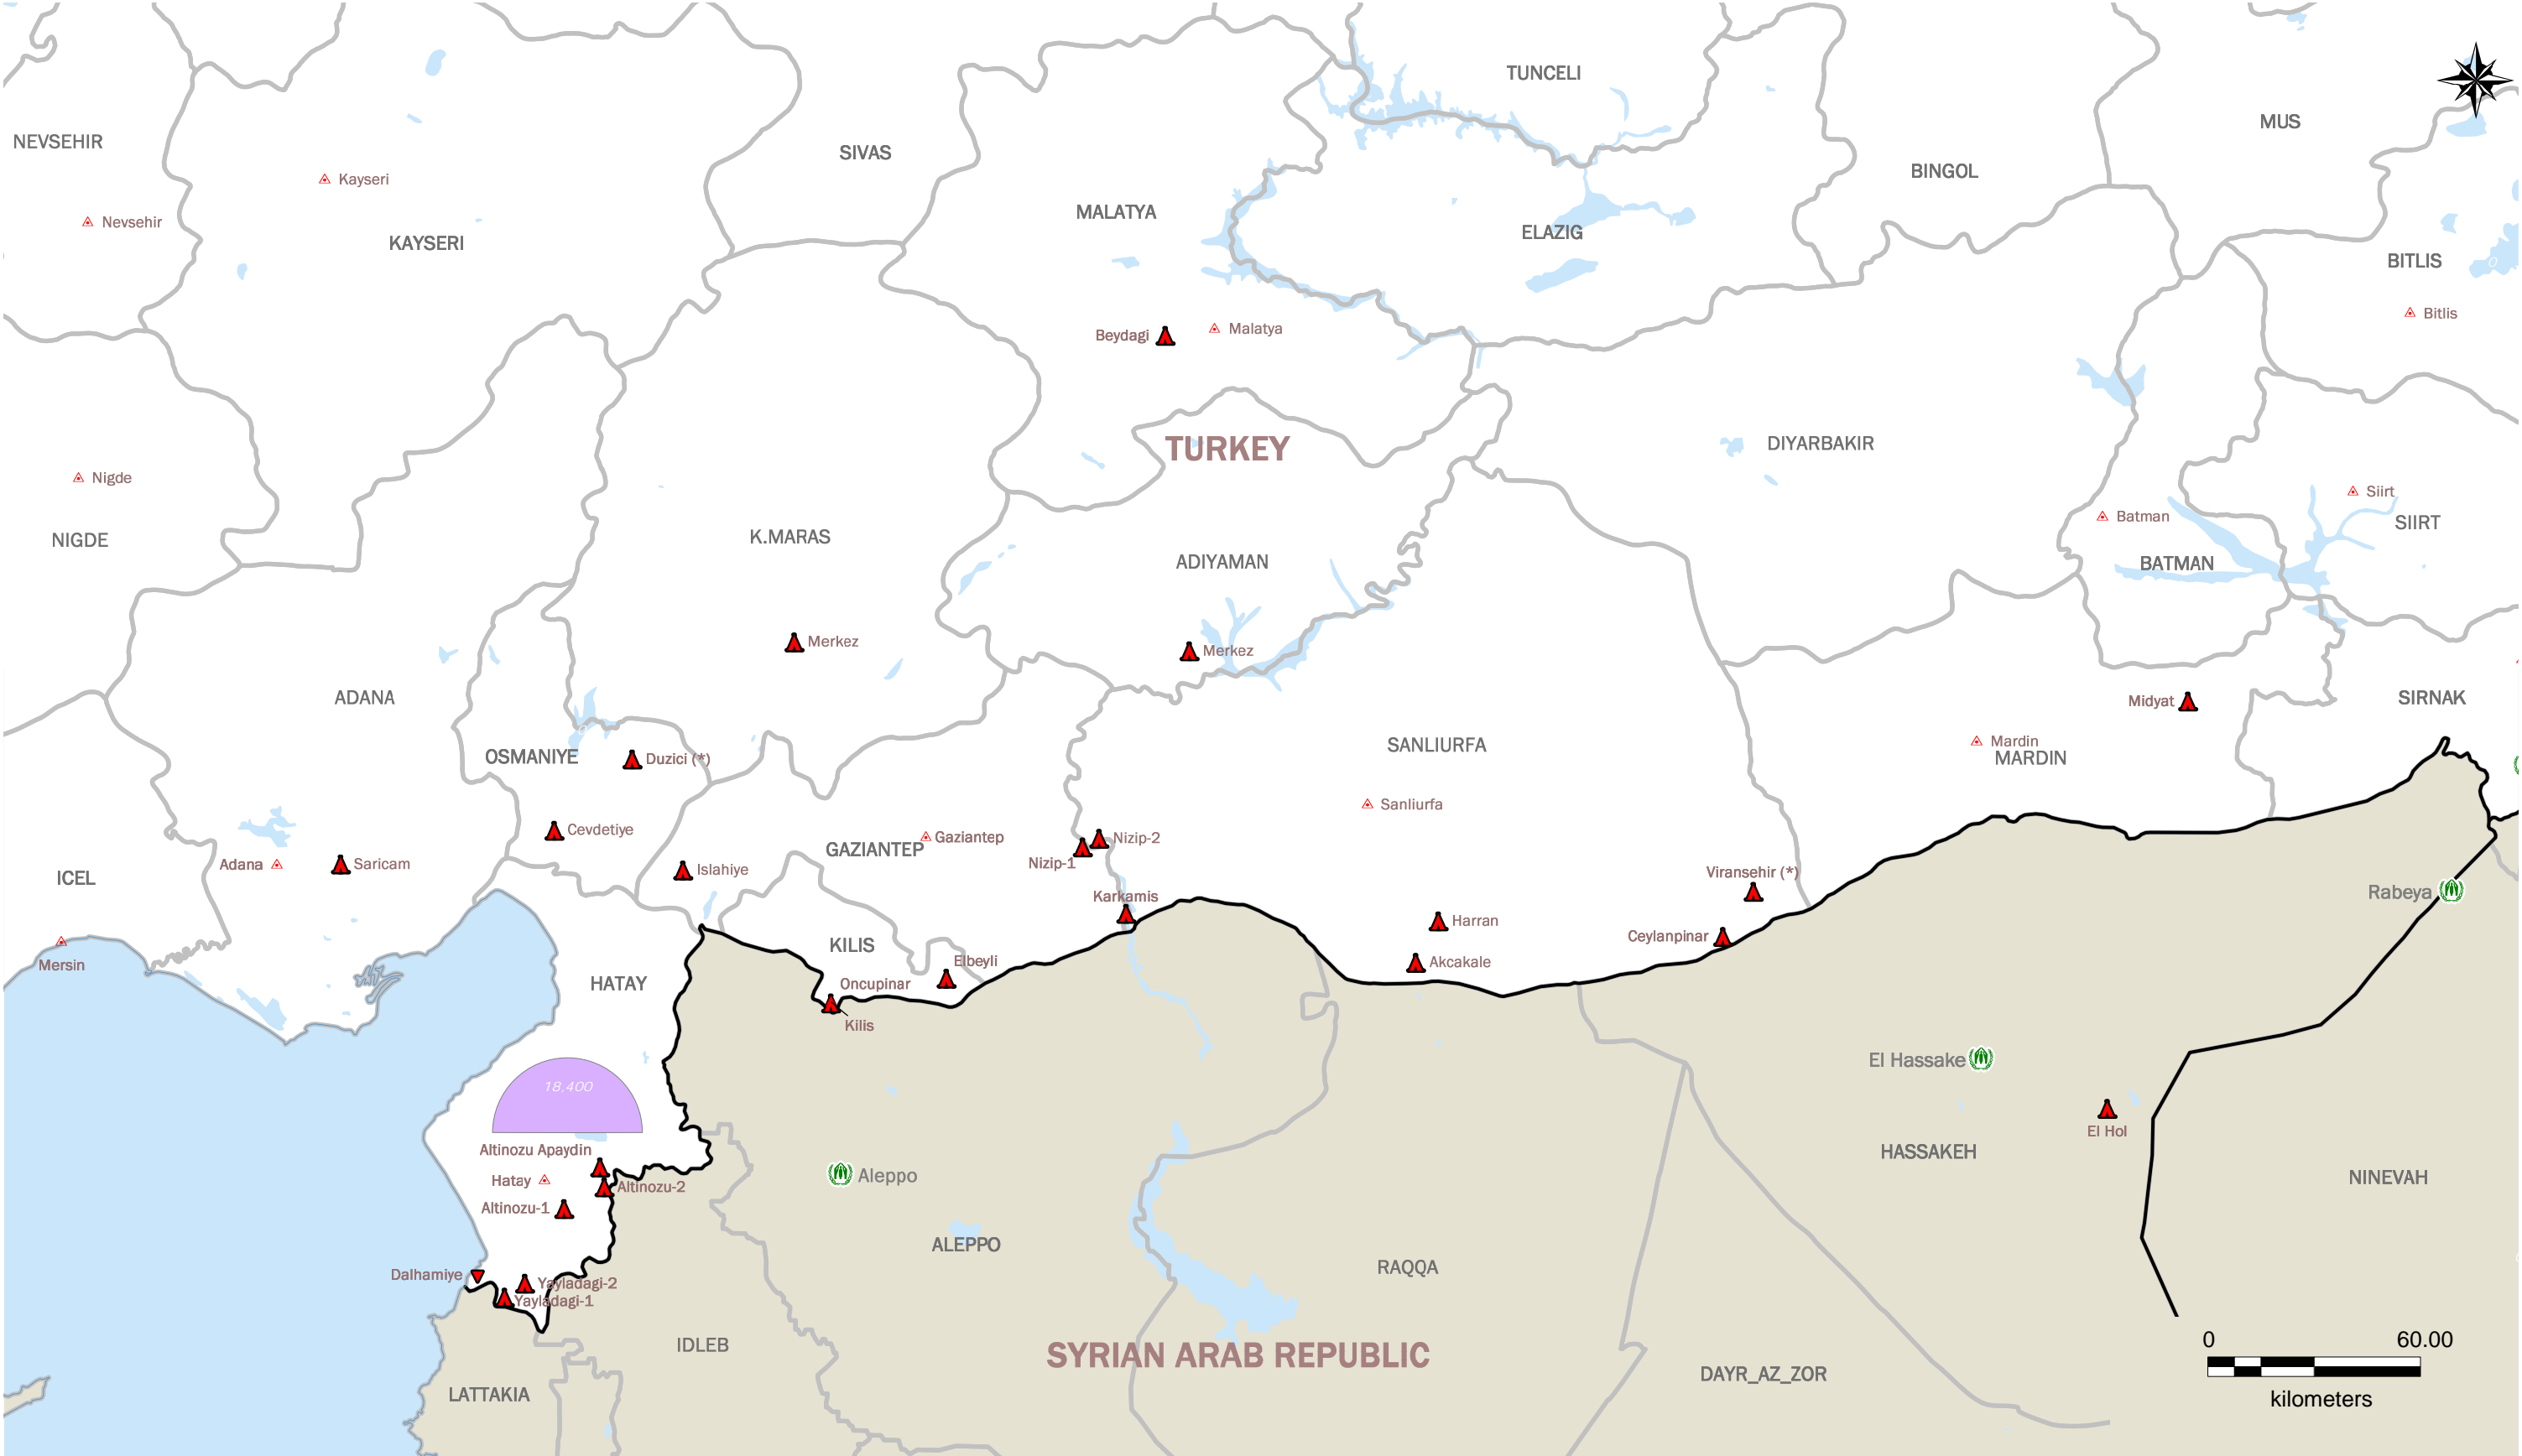 TUNCELI
MUS
NEVSEHIR
SIVAS
BINGOL
Kayseri
MALATYA
Nevsehir
ELAZIG
KAYSERI
BITLIS
0
Bitlis
Malatya
Beydagi
TURKEY
DIYARBAKIR
Nigde
Siirt
Batman
SIIRT
K.MARAS
NIGDE
ADIYAMAN
BATMAN
Merkez
Merkez
ADANA
SIRNAK
Midyat
Mardin
SANLIURFA
OSMANIYE
Duzici (*)
MARDIN
Sanliurfa
Cevdetiye
Gaziantep
Nizip-2
GAZIANTEP
Nizip-1
Adana
Saricam
Islahiye
Viransehir (*)
ICEL
Rabeya
Karkamis
Harran
Ceylanpinar
KILIS
Mersin
Elbeyli
Akcakale
HATAY
Oncupinar
Kilis
El Hassake
18,400
El Hol
Altinozu Apaydin
HASSAKEH
Aleppo
NINEVAH
Hatay
Altinozu-2
Altinozu-1
ALEPPO
RAQQA
Dalhamiye
Yayladagi-2
Yayladagi-1
IDLEB
SYRIAN ARAB REPUBLIC
0 60.00
DAYR_AZ_ZOR
LATTAKIA
kilometers